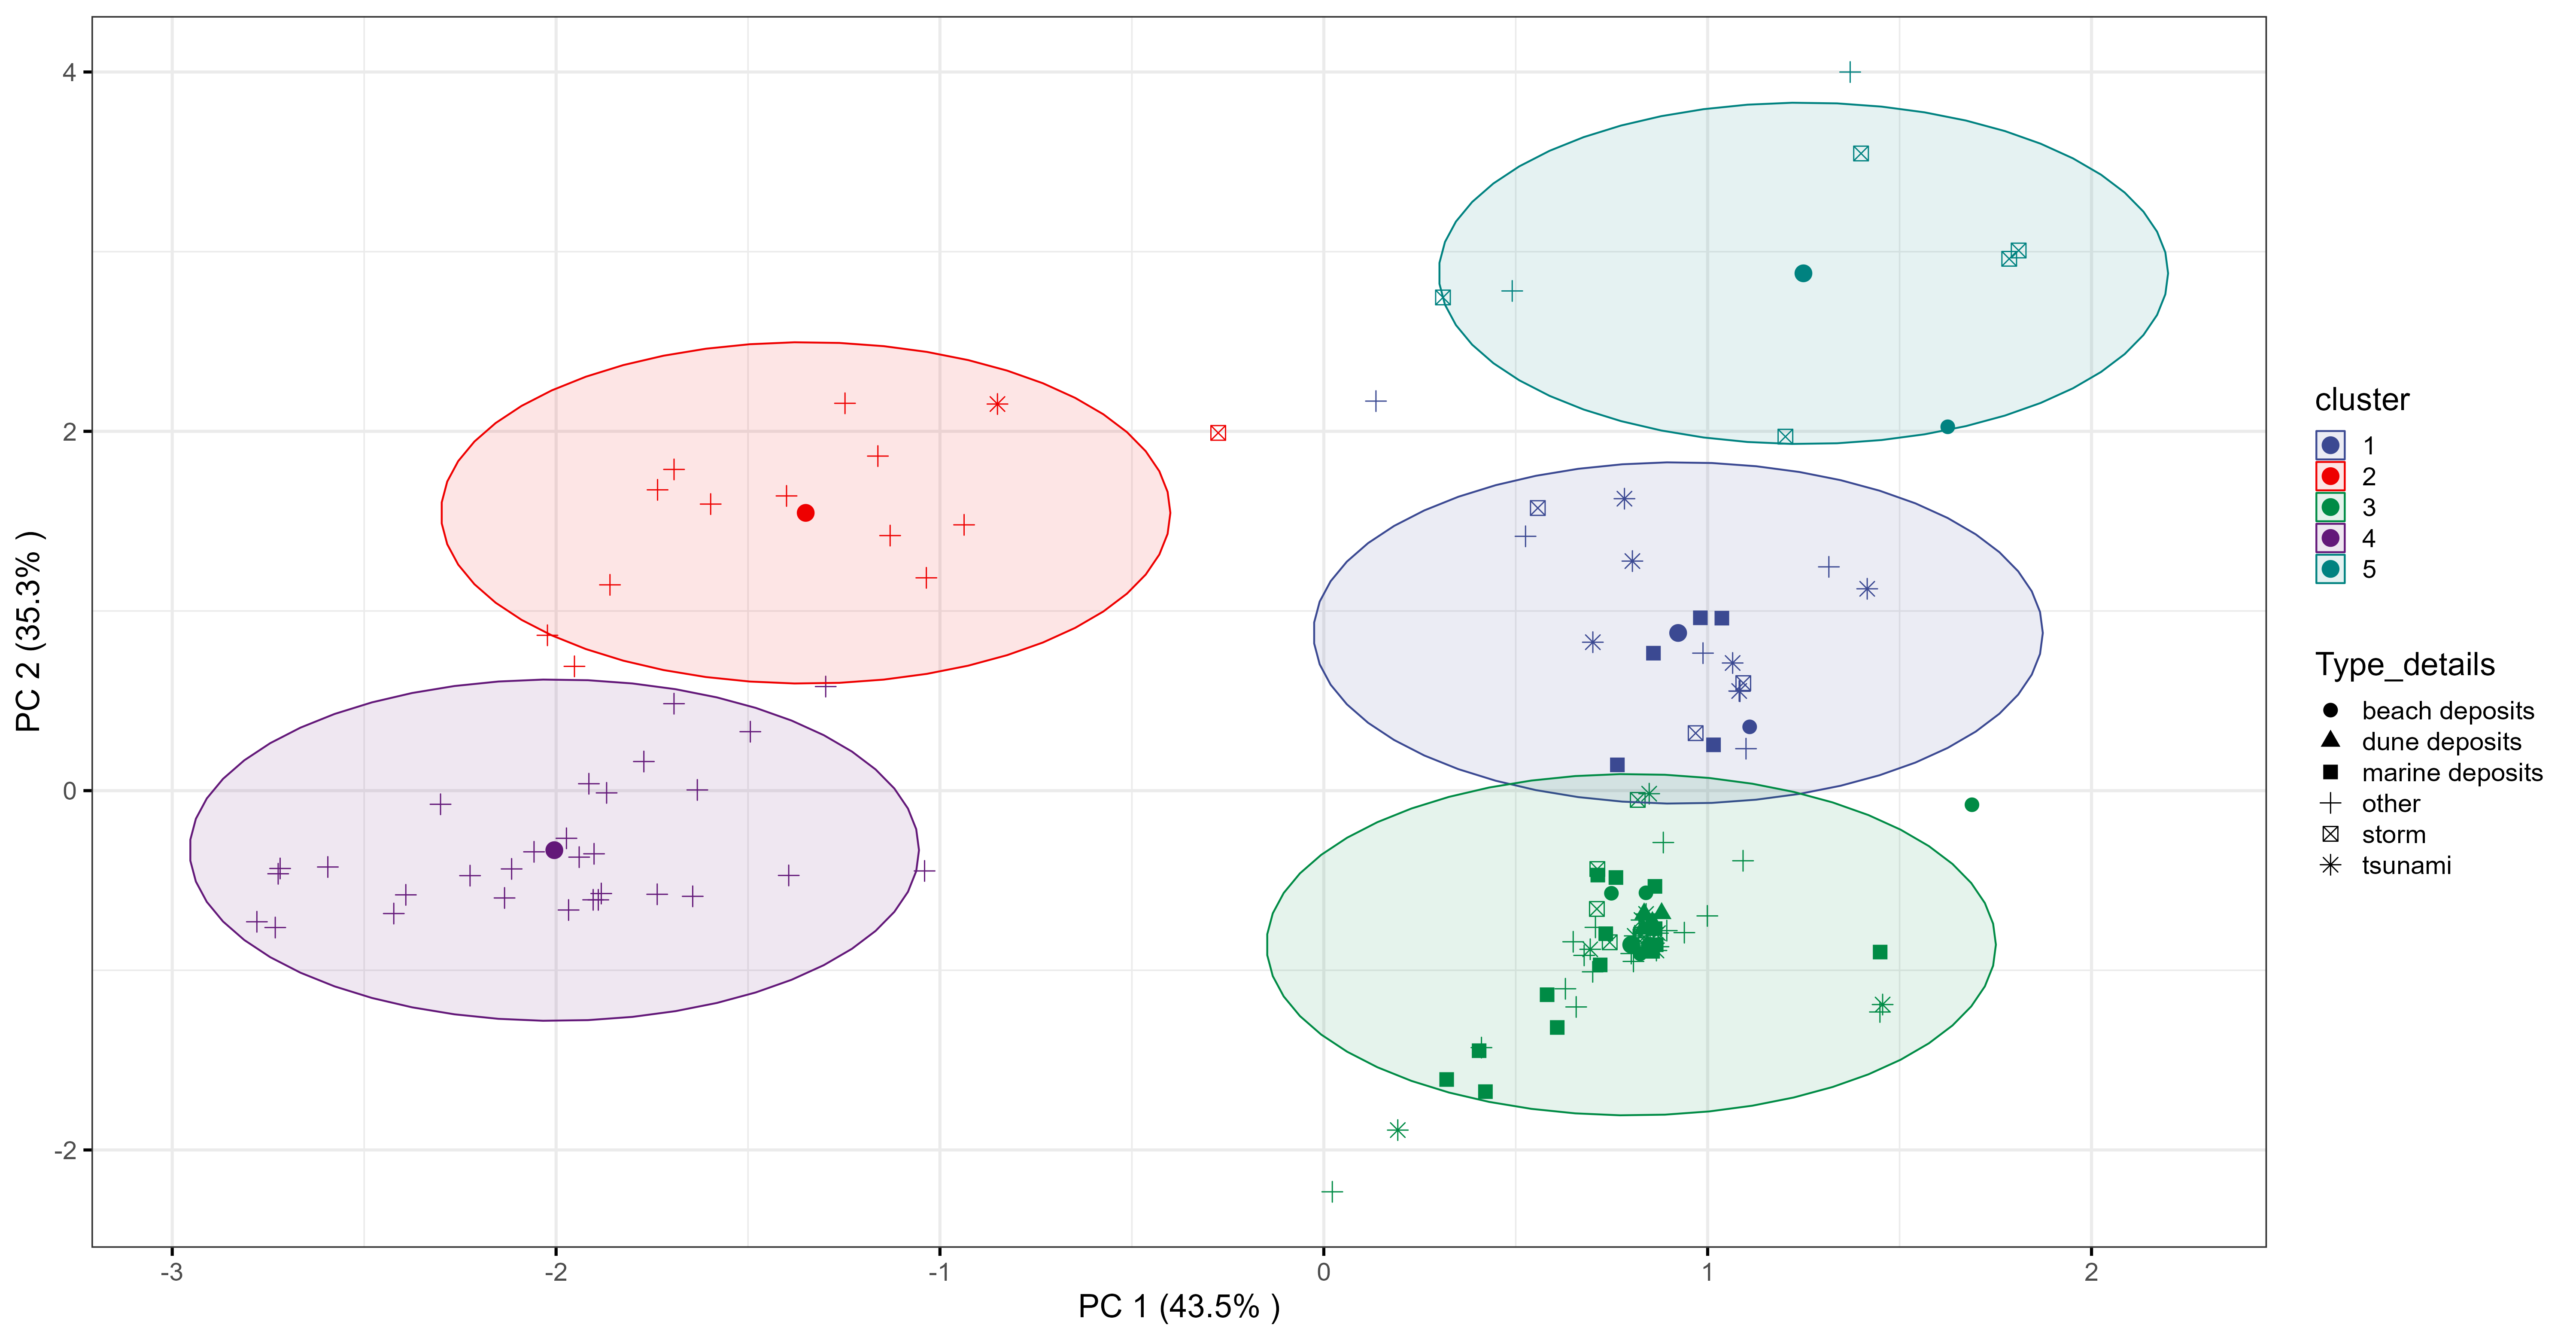 4
2
0
-2
PC 2 (35.3% )
-3
-2
-1
0
1
2
PC 1 (43.5% )
cluster
1
2
3
4
5
Type_details
beach deposits
dune deposits
marine deposits
other
storm
tsunami